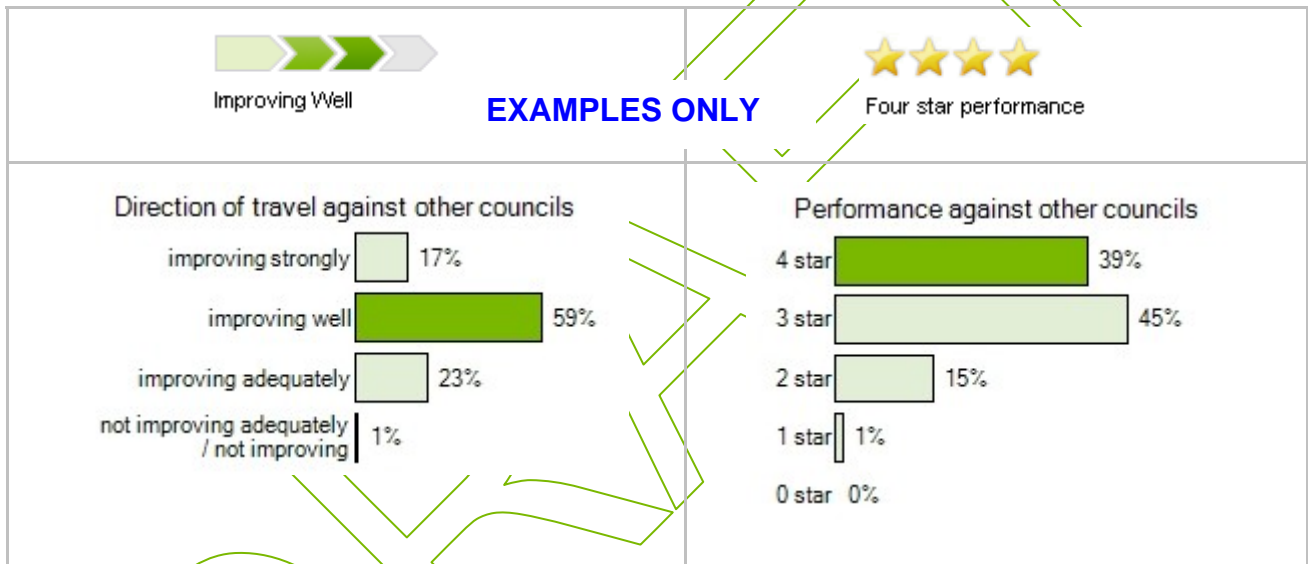 Improving Well
EXAMPLES ONLY
Four star performance
Direction of travel against other councils
improving strongly 17%
improving well 59%
improving adequately 23%
not improving adequately
/ not improving 1%
Performance against other councils
4 star 39%
3 star 45%
2 star 15%
1 star 1%
0 star 0%